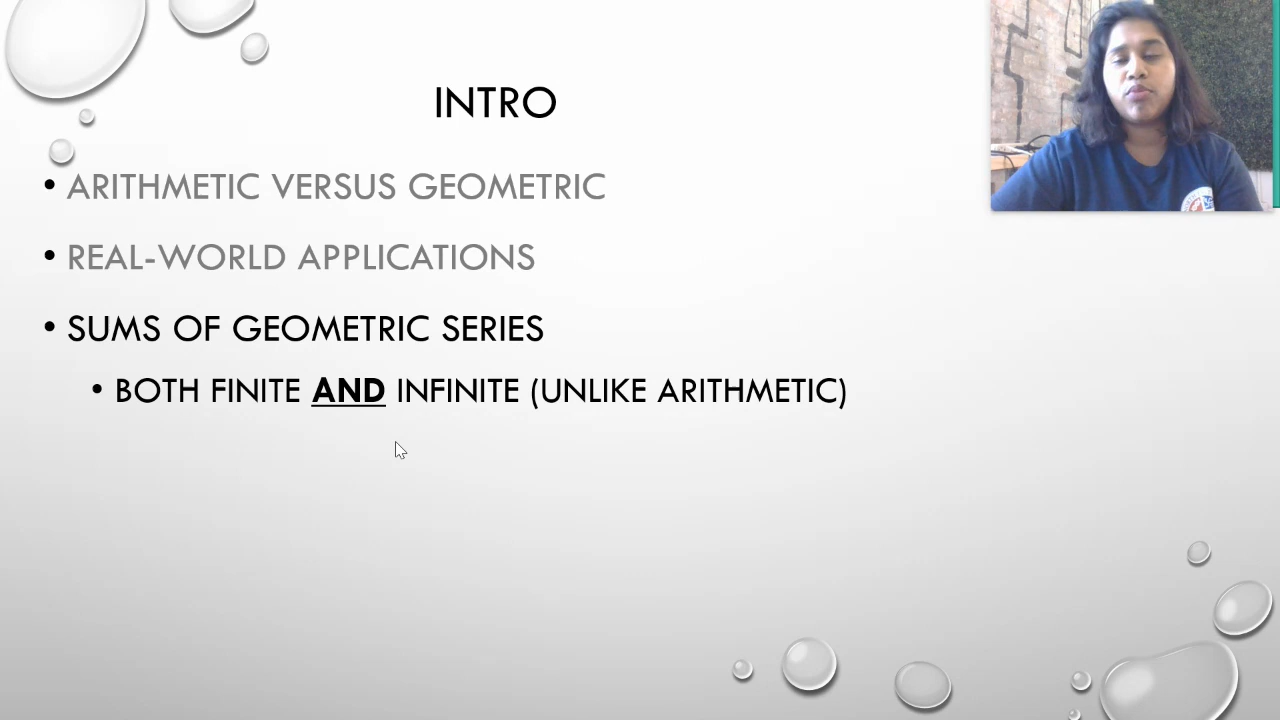 INTRO
• ARITHMETIC VERSUS GEOMETRIC
• REAL-WORLD APPLICATIONS
• SUMS OF GEOMETRIC SERIES
• BOTH FINITE AND INFINITE (UNLIKE ARITHMETIC)